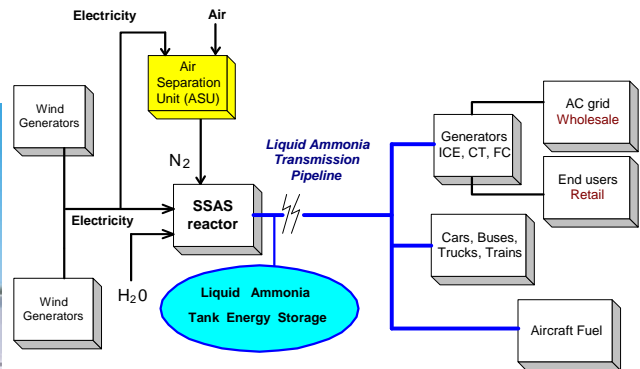 Electricity
Air
Air
Separation
Unit (ASU)
Wind
Generators
N2
Liquid Ammonia
Transmission
Pipeline
Generators
ICE, CT, FC
AC grid
Wholesale
End users
Retail
Electricity
SSAS
reactor
Cars, Buses,
Trucks, Trains
H20
Wind
Generators
Liquid Ammonia
Tank Energy Storage
Aircraft Fuel